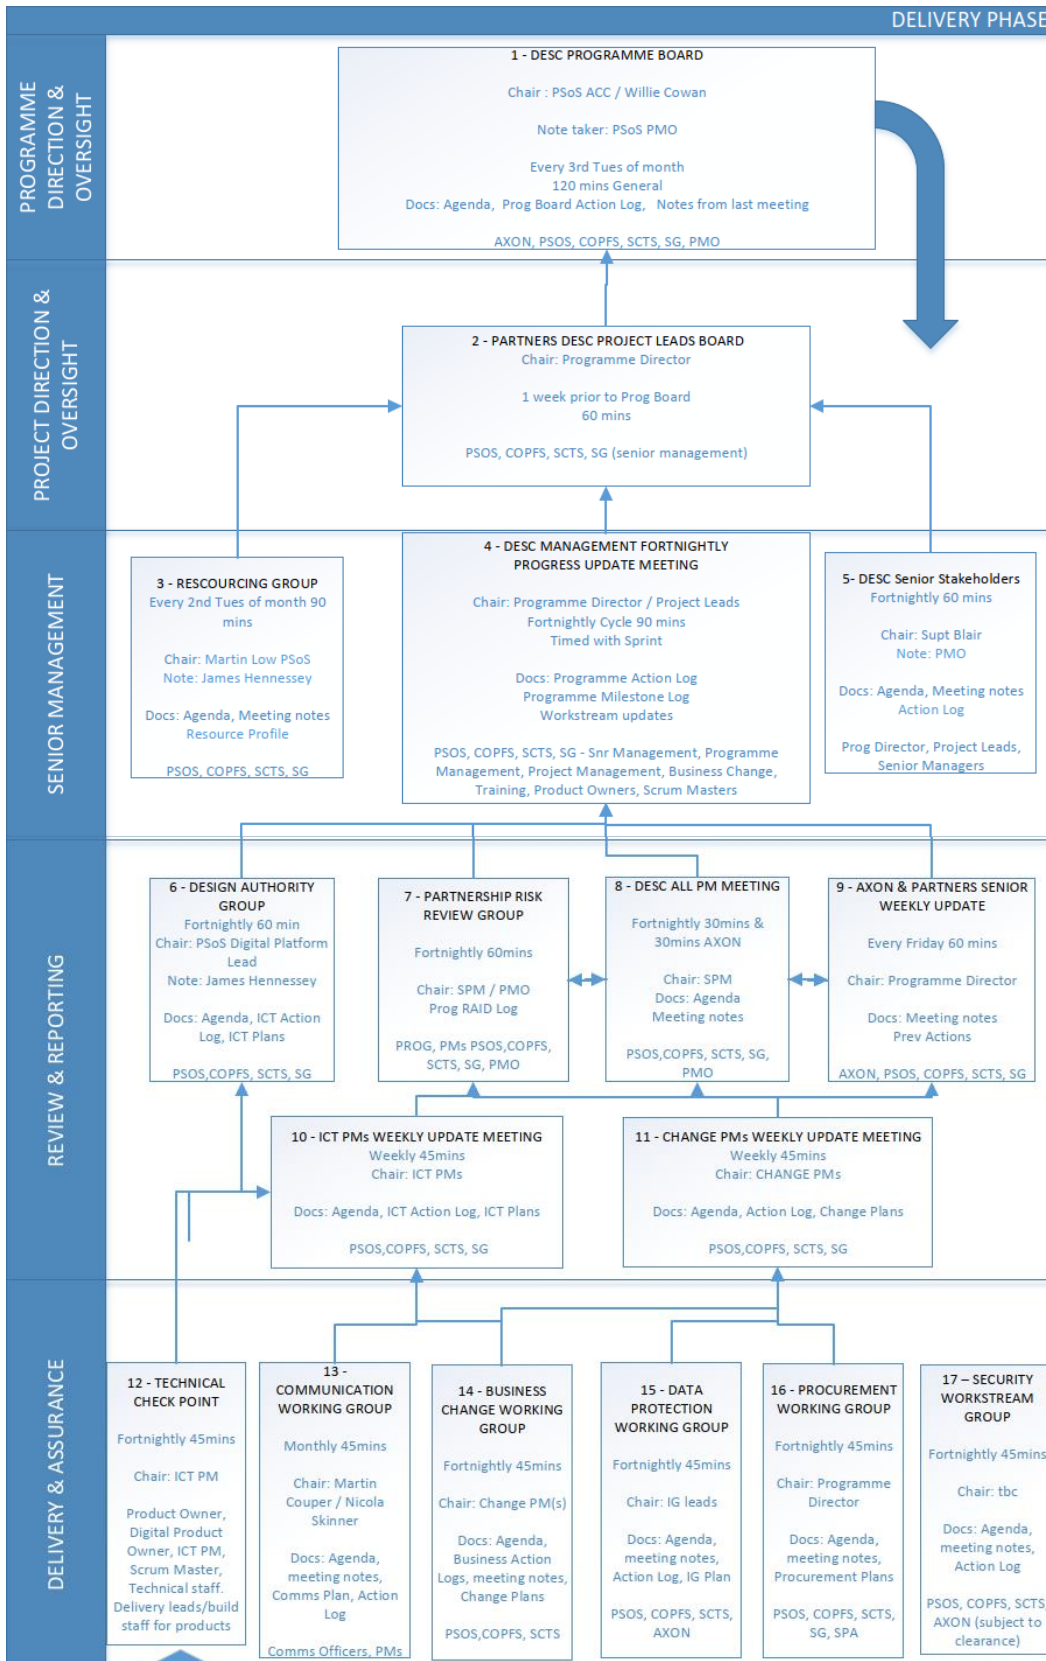 DELIVERY PHASE
PROGRAMME
DIRECTION &
OVERSIGHT
1 - DESC PROGRAMME BOARD
Chair : PSoS ACC / Willie Cowan
Note taker: PSoS PMO
Every 3rd Tues of month
120 mins General
Docs: Agenda, Prog Board Action Log, Notes from last meeting
AXON, PSOS, COPFS, SCTS, SG, PMO
PROJECT DIRECTION &
OVERSIGHT
2 - PARTNERS DESC PROJECT LEADS BOARD
Chair: Programme Director
1 week prior to Prog Board
60 mins
PSOS, COPFS, SCTS, SG (senior management)
SENIOR MANAGEMENT
3 - RESCOURCING GROUP
Every 2nd Tues of month 90
mins
Chair: Martin Low PSoS
Note: James Hennessey
Docs: Agenda, Meeting notes
Resource Profile
PSOS, COPFS, SCTS, SG
4 - DESC MANAGEMENT FORTNIGHTLY
PROGRESS UPDATE MEETING
Chair: Programme Director / Project Leads
Fortnightly Cycle 90 mins
Timed with Sprint
Docs: Programme Action Log
Programme Milestone Log
Workstream updates
PSOS, COPFS, SCTS, SG - Snr Management, Programme
Management, Project Management, Business Change,
Training, Product Owners, Scrum Masters
5- DESC Senior Stakeholders
Fortnightly 60 mins
Chair: Supt Blair
Note: PMO
Docs: Agenda, Meeting notes
Action Log
Prog Director, Project Leads,
Senior Managers
REVIEW & REPORTING
6 - DESIGN AUTHORITY
GROUP
Fortnightly 60 min
Chair: PSoS Digital Platform
Lead
Note: James Hennessey
Docs: Agenda, ICT Action
Log, ICT Plans
PSOS,COPFS, SCTS, SG
7 - PARTNERSHIP RISK
REVIEW GROUP
Fortnightly 60mins
Chair: SPM / PMO
Prog RAID Log
PROG, PMs PSOS,COPFS,
SCTS, SG, PMO
8 - DESC ALL PM MEETING
Fortnightly 30mins &
30mins AXON
Chair: SPM
Docs: Agenda
Meeting notes
PSOS,COPFS, SCTS, SG,
PMO
9 - AXON & PARTNERS SENIOR
WEEKLY UPDATE
Every Friday 60 mins
Chair: Programme Director
Docs: Meeting notes
Prev Actions
AXON, PSOS, COPFS, SCTS, SG
10 - ICT PMs WEEKLY UPDATE MEETING
Weekly 45mins
Chair: ICT PMs
Docs: Agenda, ICT Action Log, ICT Plans
PSOS,COPFS, SCTS, SG
11 - CHANGE PMs WEEKLY UPDATE MEETING
Weekly 45mins
Chair: CHANGE PMs
Docs: Agenda, Action Log, Change Plans
PSOS,COPFS, SCTS, SG
DELIVERY & ASSURANCE
12 - TECHNICAL
CHECK POINT
Fortnightly 45mins
Chair: ICT PM
Product Owner,
Digital Product
Owner, ICT PM,
Scrum Master,
Technical staff.
Delivery leads/build
staff for products
13 -
COMMUNICATION
WORKING GROUP
Monthly 45mins
Chair: Martin
Couper / Nicola
Skinner
Docs: Agenda,
meeting notes,
Comms Plan, Action
Log
Comms Officers, PMs
14 - BUSINESS
CHANGE WORKING
GROUP
Fortnightly 45mins
Chair: Change PM(s)
Docs: Agenda,
Business Action
Logs, meeting notes,
Change Plans
PSOS,COPFS, SCTS
15 - DATA
PROTECTION
WORKING GROUP
Fortnightly 45mins
Chair: IG leads
Docs: Agenda,
meeting notes,
Action Log, IG Plan
PSOS, COPFS, SCTS,
AXON
16 - PROCUREMENT
WORKING GROUP
Fortnightly 45mins
Chair: Programme
Director
Docs: Agenda,
meeting notes,
Procurement Plans
PSOS, COPFS, SCTS,
SG, SPA
17 – SECURITY
WORKSTREAM
GROUP
Fortnightly 45mins
Chair: tbc
Docs: Agenda,
meeting notes,
Action Log
PSOS, COPFS, SCTS,
AXON (subject to
clearance)